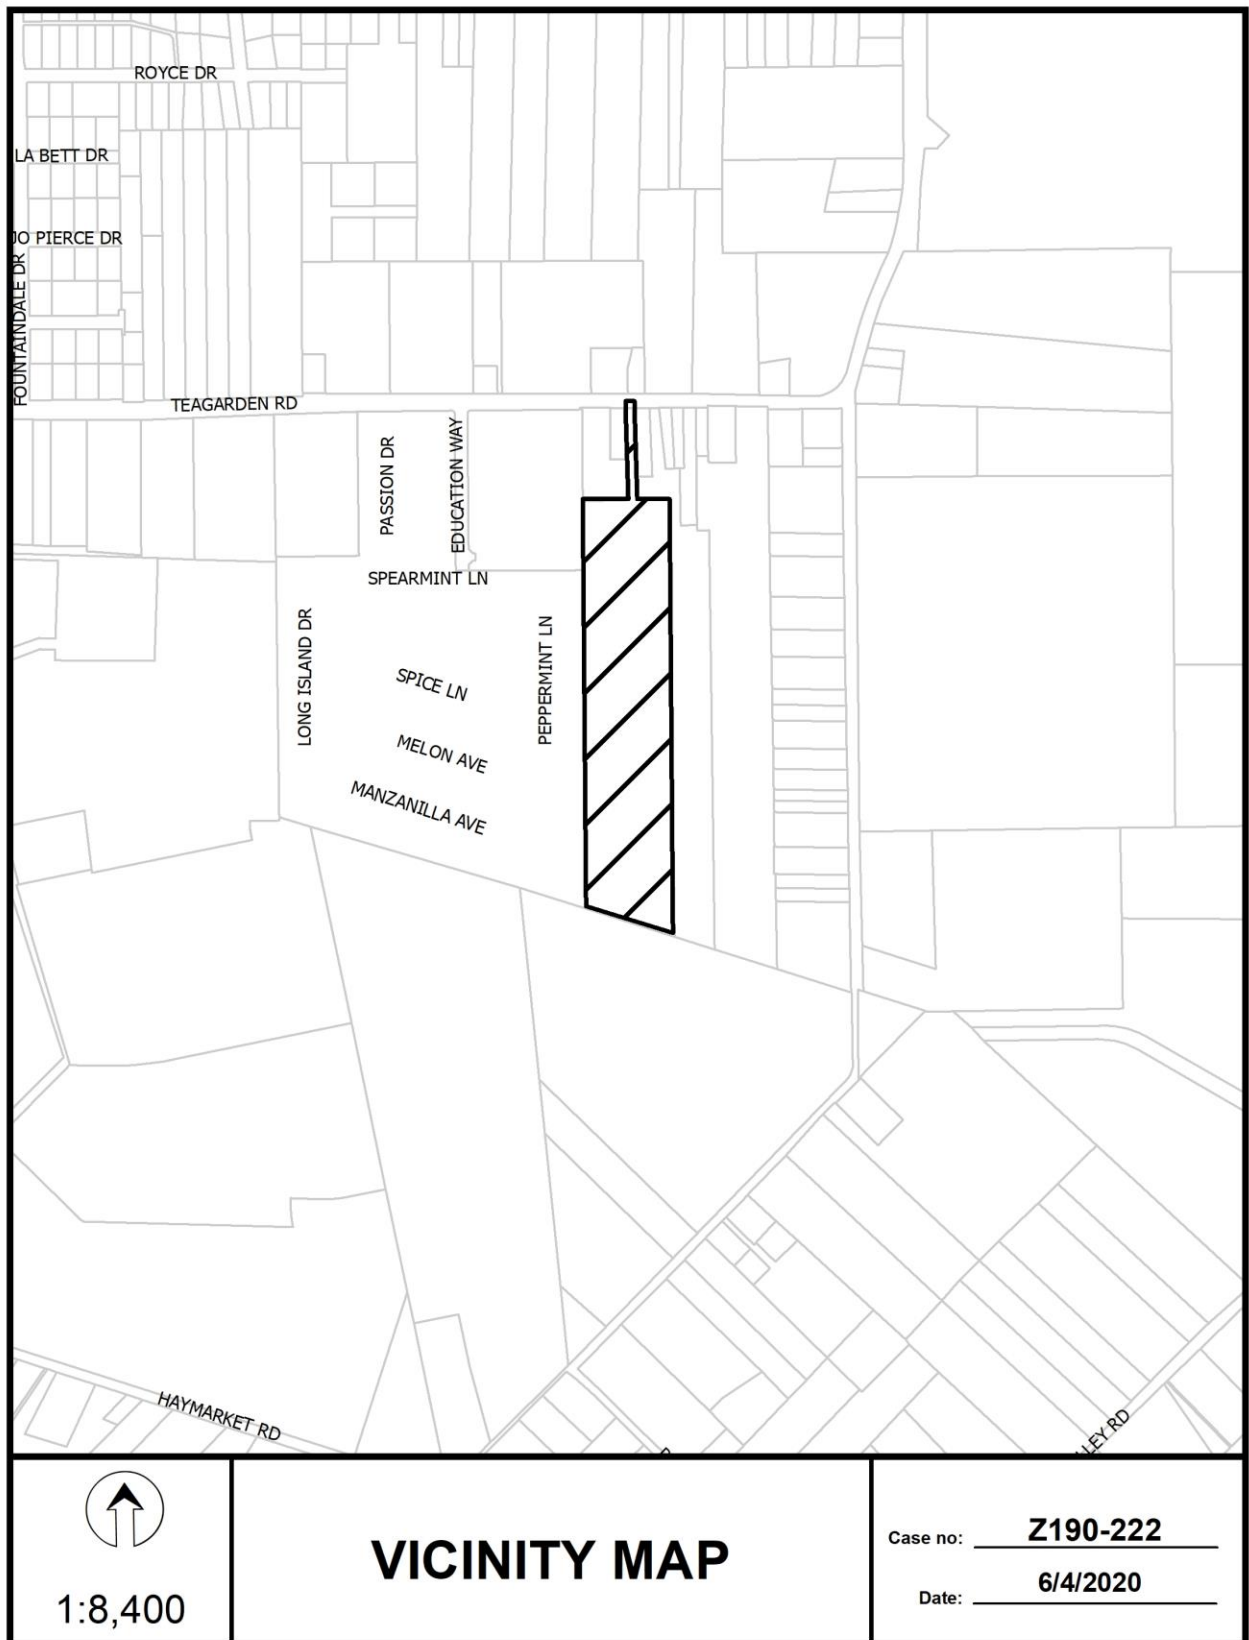 ROYCE DR
LA BETT DR
JO PIERCE DR
FOUNTAINDALE DR
TEAGARDEN RD
PASSION DR
EDUCATION WAY
SPEARMINT LN
LONG ISLAND DR
PEPPERMINT LN
SPICE LN
MELON AVE
MANZANILLA AVE
HAYMARKET RD
LLEY RD
1:8,400
VICINITY MAP
Case no: Z190-222
Date: 6/4/2020